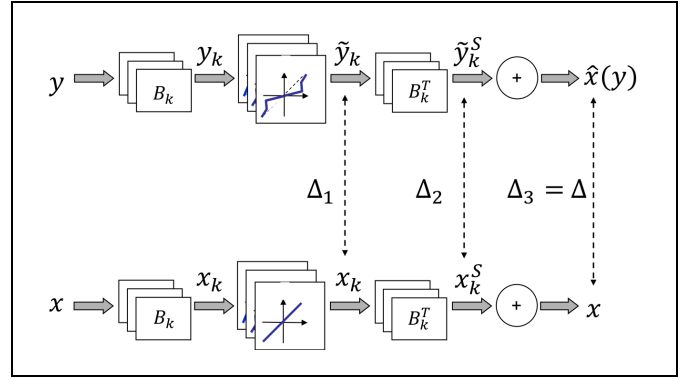 y B_k y_k ỹ_k B_k^T ỹ_k^S + x̂(y)
Δ_1 Δ_2 Δ_3 = Δ
x B_k x_k x_k B_k^T x_k^S + x